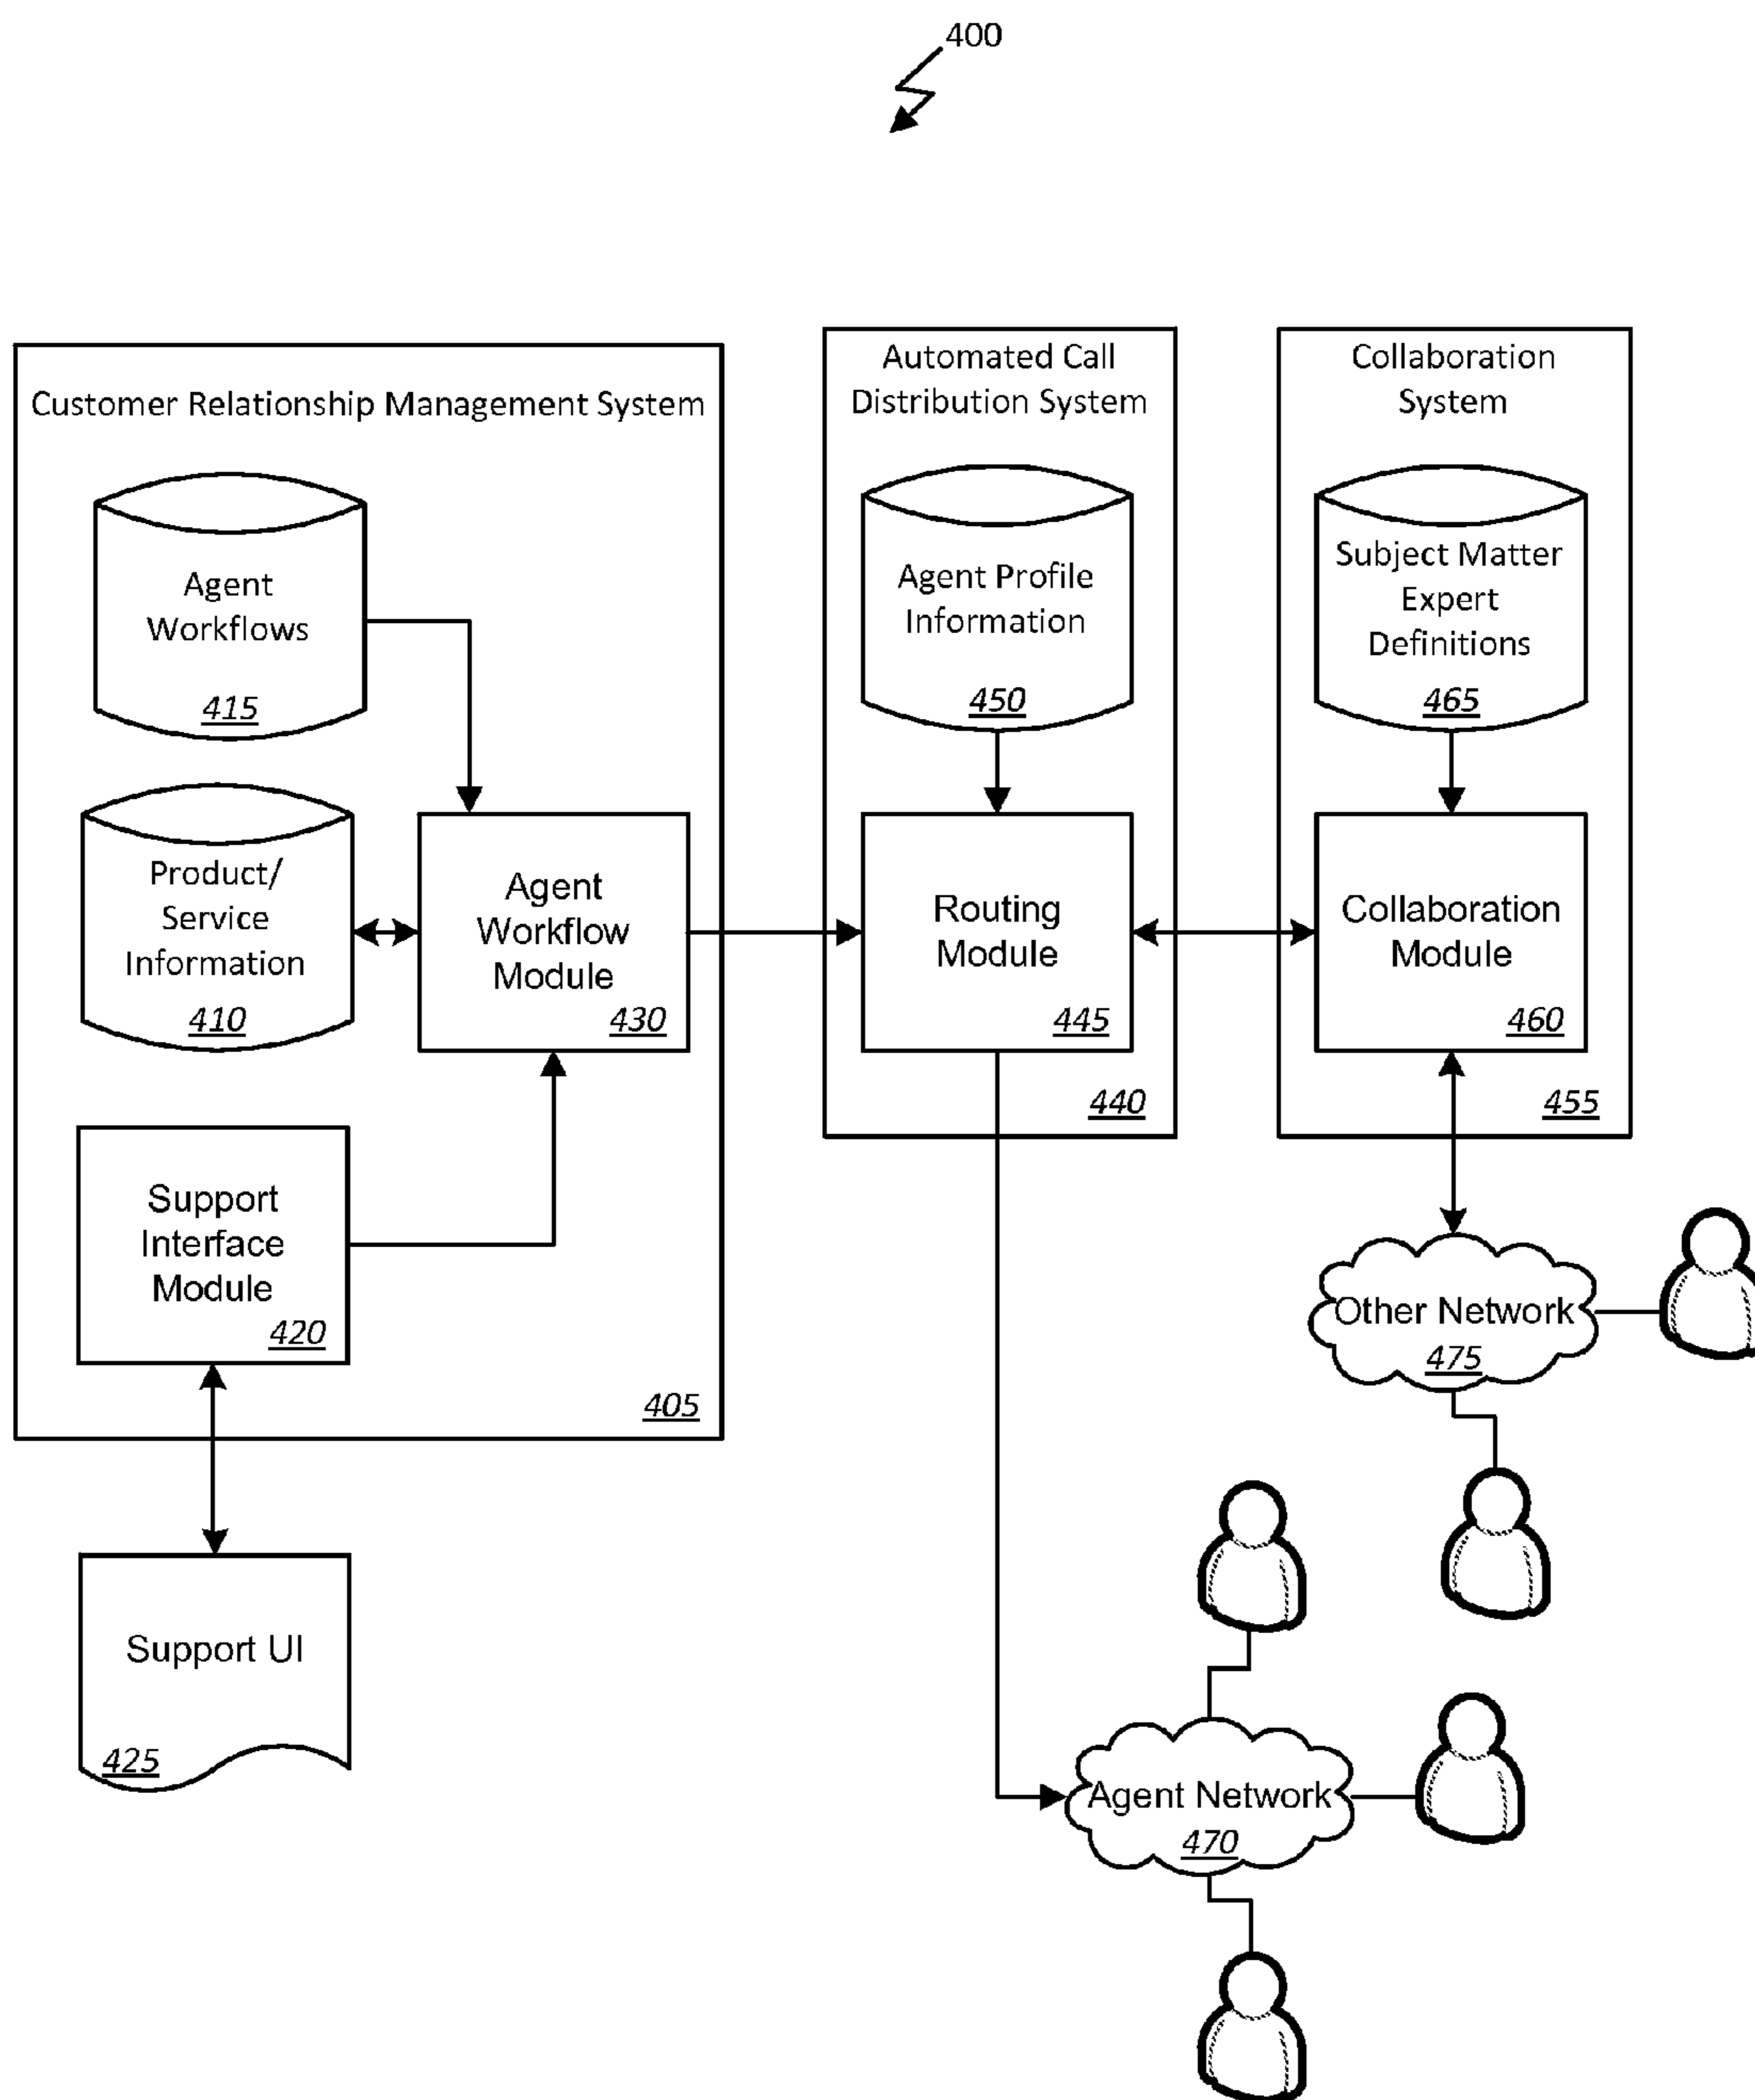 400
Customer Relationship Management System
Agent
Workflows
415
Product/
Service
Information
410
Agent
Workflow
Module
430
Support
Interface
Module
420
405
Support UI
425
Automated Call
Distribution System
Agent Profile
Information
450
Routing
Module
445
440
Collaboration
System
Subject Matter
Expert
Definitions
465
Collaboration
Module
460
455
Other Network
475
Agent Network
470